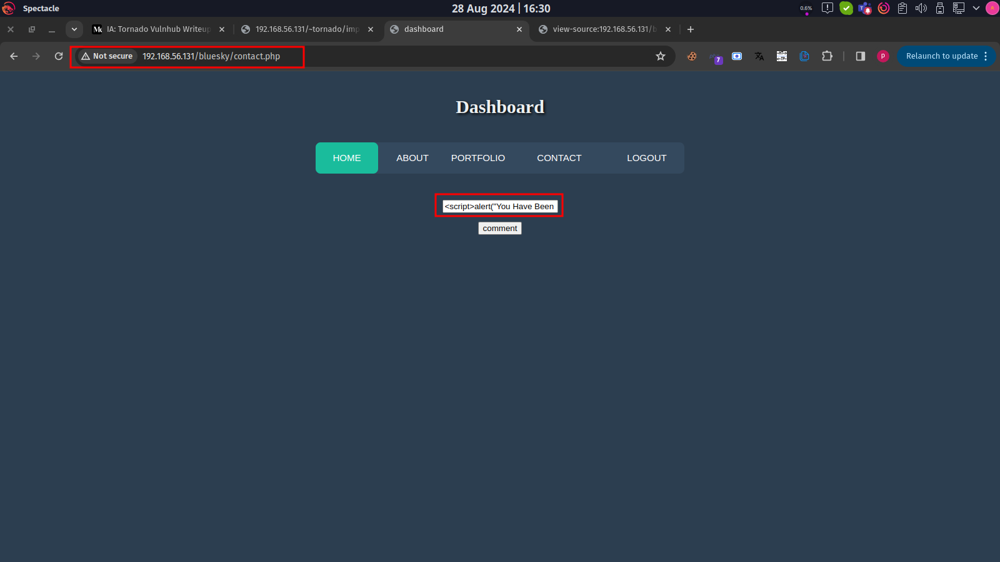 Spectacle
28 Aug 2024 | 16:30
0.6%
IA: Tornado Vulnhub Writeup
192.168.56.131/~tornado/imp
dashboard
view-source:192.168.56.131/b
Not secure
192.168.56.131/bluesky/contact.php
7
p
Relaunch to update
Dashboard
HOME
ABOUT
PORTFOLIO
CONTACT
LOGOUT
<script>alert("You Have Been
comment